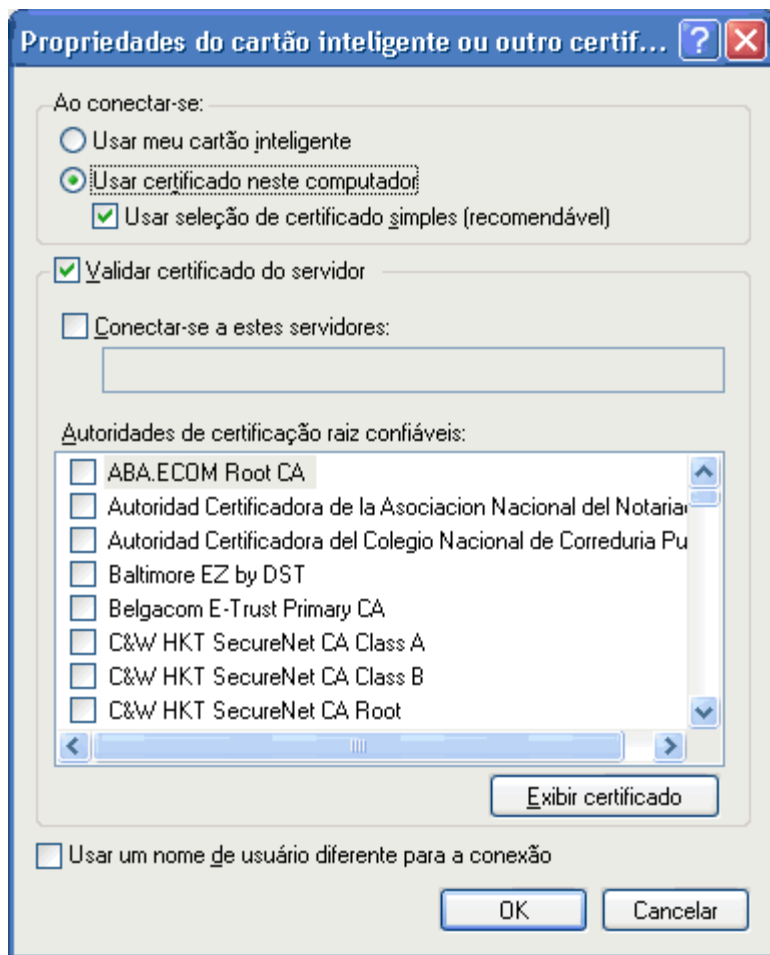 Propriedades do cartão inteligente ou outro certif...
Ao conectar-se:
Usar meu cartão inteligente
Usar certificado neste computador
Usar seleção de certificado simples (recomendável)
Validar certificado do servidor
Conectar-se a estes servidores:
Autoridades de certificação raiz confiáveis:
ABA.ECOM Root CA
Autoridad Certificadora de la Asociacion Nacional del Notaria
Autoridad Certificadora del Colegio Nacional de Correduria Pu
Baltimore EZ by DST
Belgacom E-Trust Primary CA
C&W HKT SecureNet CA Class A
C&W HKT SecureNet CA Class B
C&W HKT SecureNet CA Root
Exibir certificado
Usar um nome de usuário diferente para a conexão
OK Cancelar